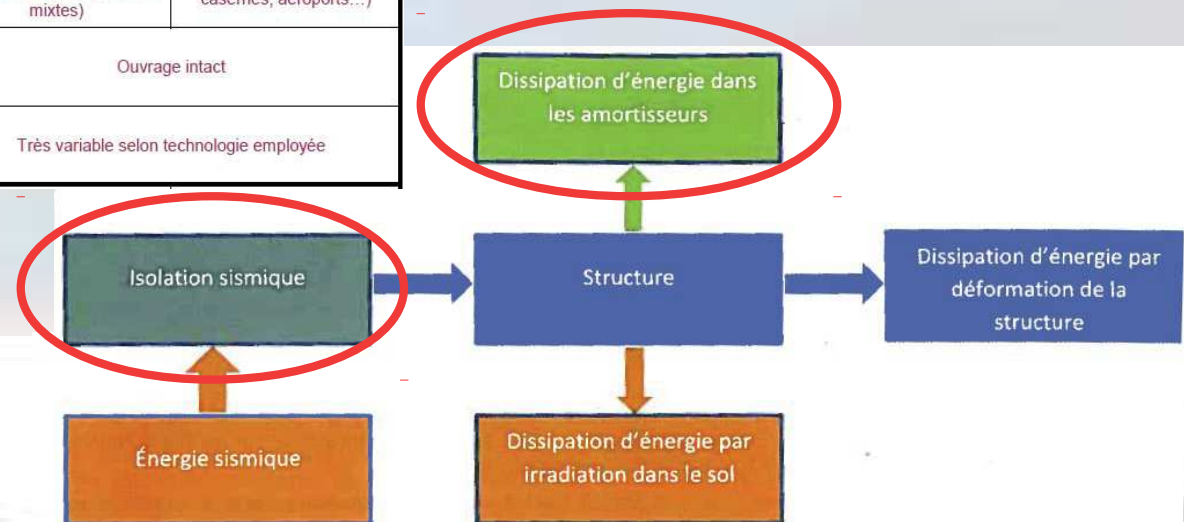 mixtes)
casernes, aéroports...)
Ouvrage intact
Très variable selon technologie employée
Dissipation d'énergie dans
les amortisseurs
Isolation sismique
Structure
Dissipation d'énergie par
déformation de la
structure
Énergie sismique
Dissipation d'énergie par
irradiation dans le sol